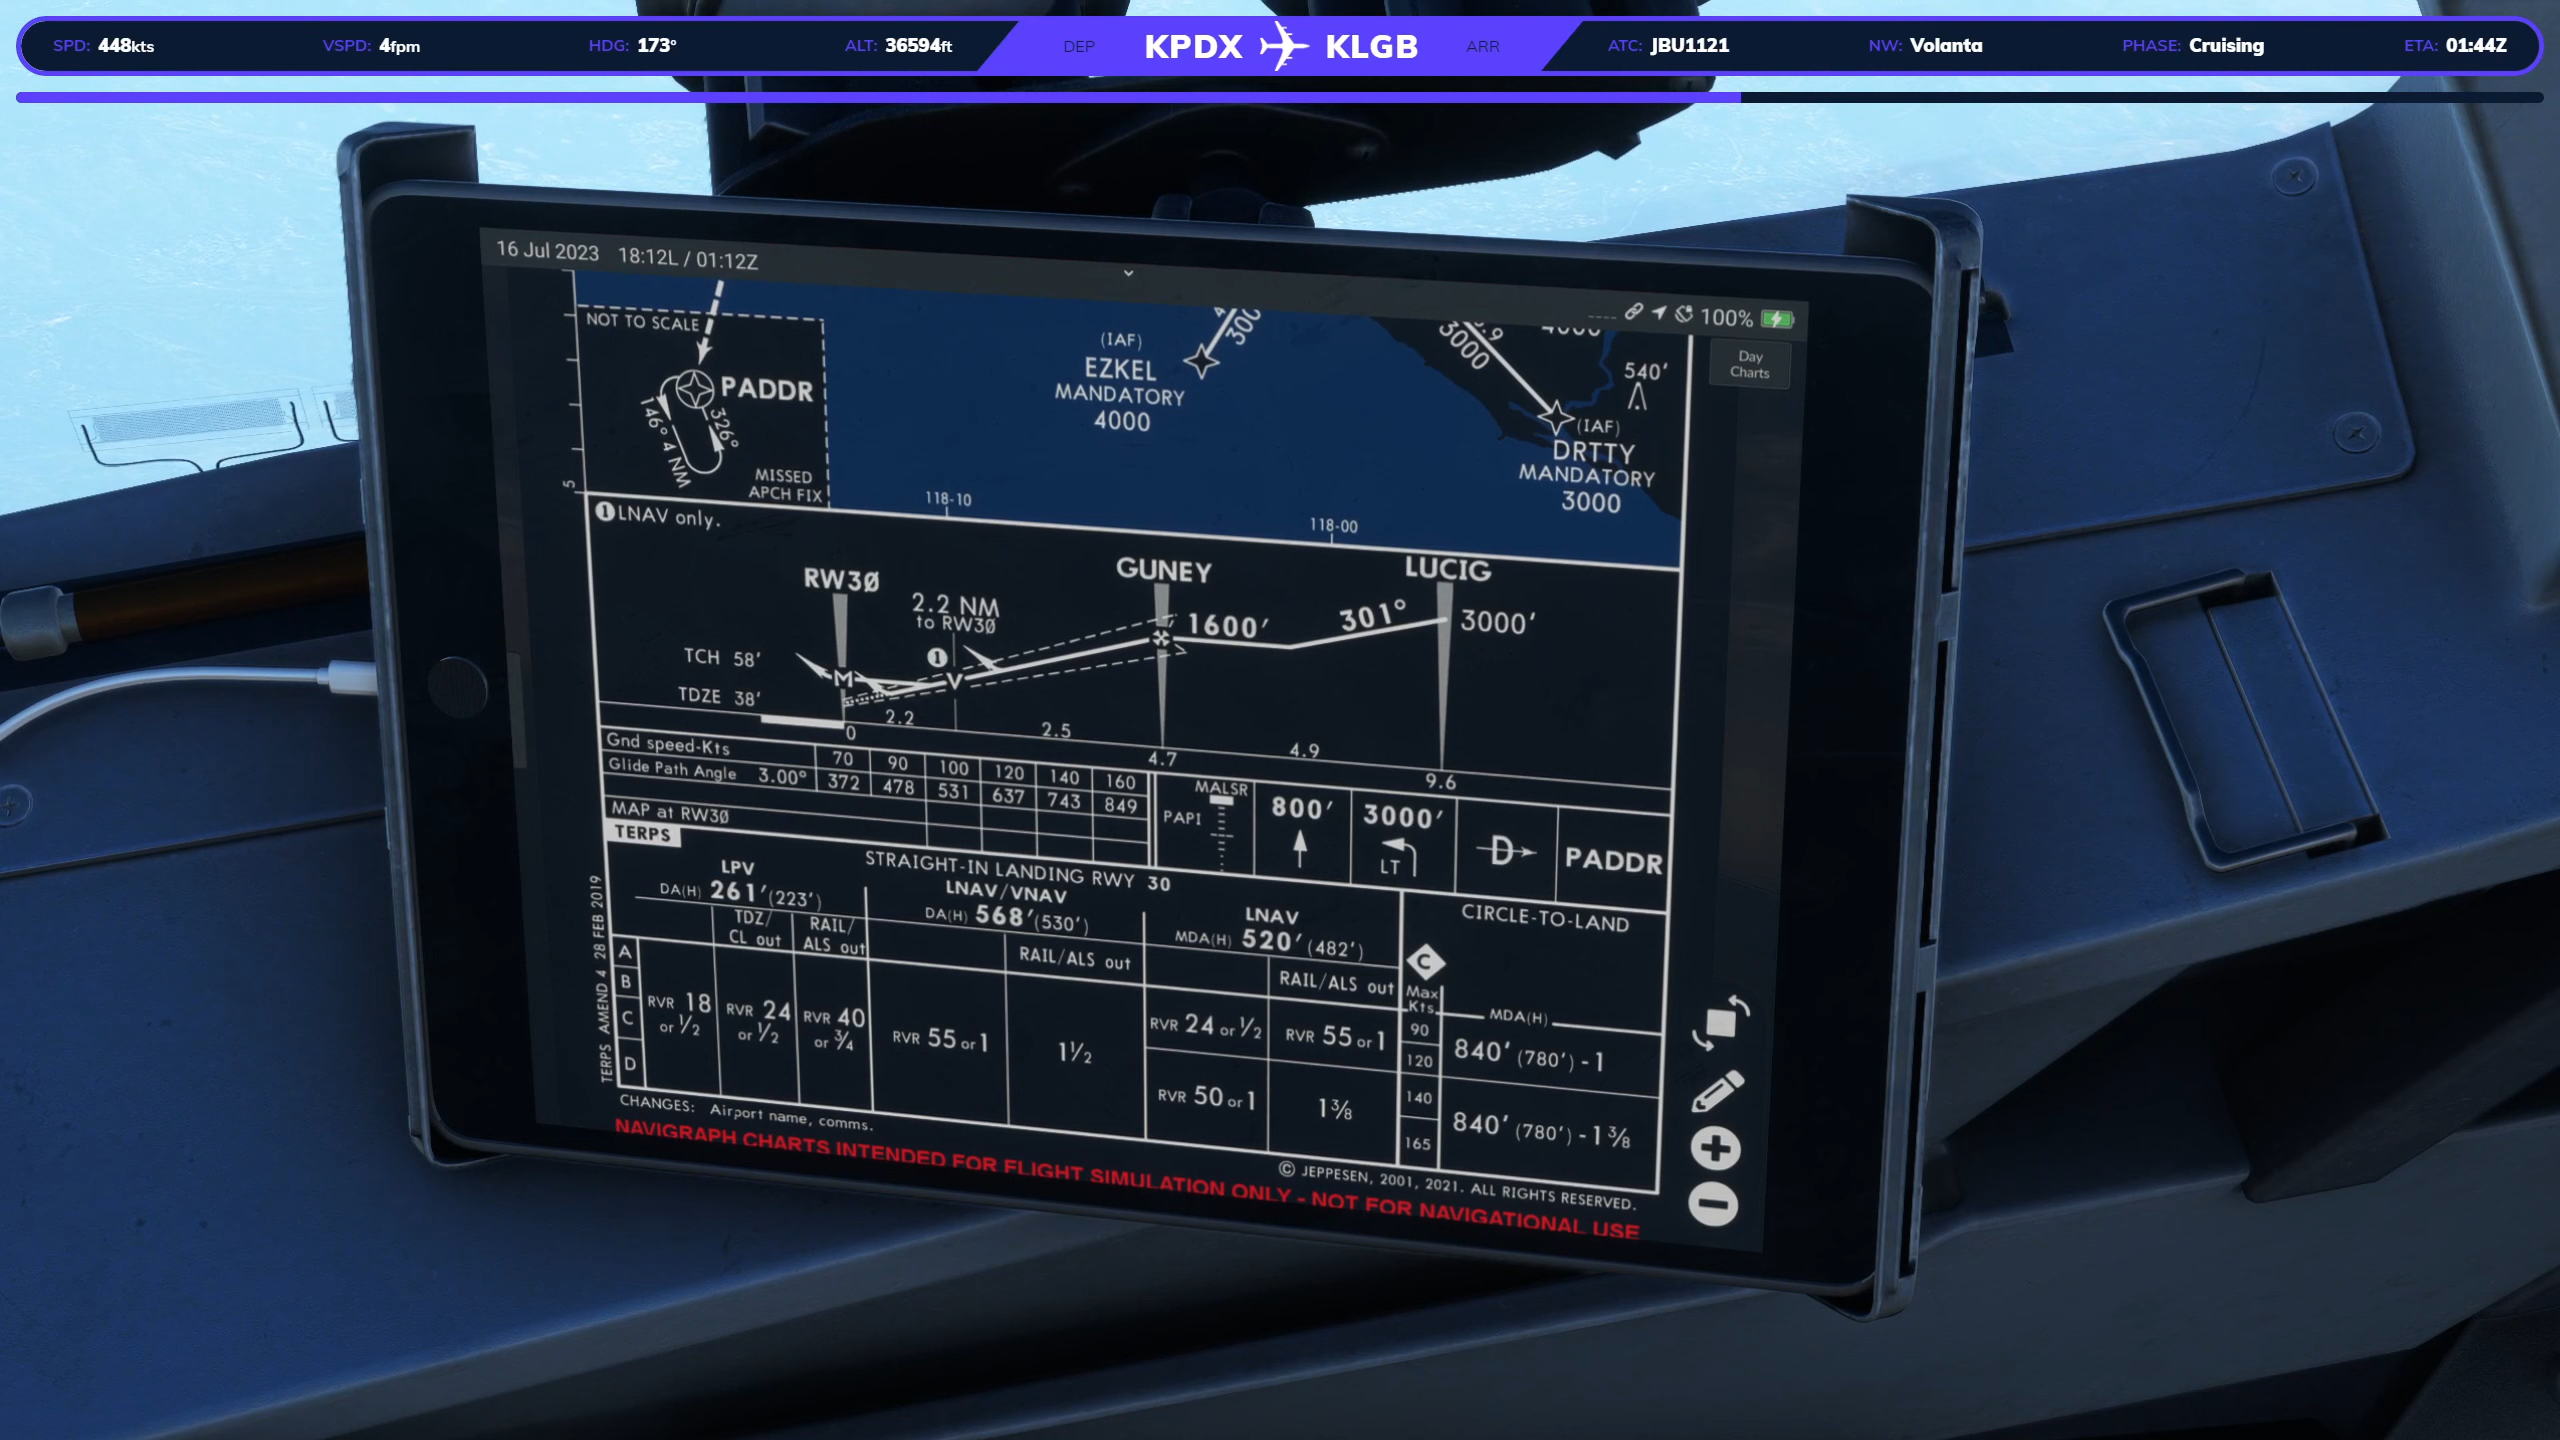 SPD: 448kts VSPD: 4fpm HDG: 173° ALT: 36594ft DEP KPDX KLGB ARR ATC: JBU1121 NW: Volanta PHASE: Cruising ETA: 01:44Z
16 Jul 2023 18:12L / 01:12Z
100%
Day
Charts
NOT TO SCALE
PADDR
146° 4 NM
326°
MISSED
APCH FIX
5
(IAF)
EZKEL
MANDATORY
4000
3000
540'
(IAF)
DRTTY
MANDATORY
3000
118-10
118-00
1 LNAV only.
RW30
2.2 NM
to RW30
GUNEY
LUCIG
1600'
301°
3000'
TCH 58'
TDZE 38'
1
M
V
2.2
2.5
4.9
0
4.7
9.6
Gnd speed-Kts 70 90 100 120 140 160
Glide Path Angle 3.00° 372 478 531 637 743 849
MAP at RW30
MALSR
PAPI
800'
3000'
LT
D
PADDR
TERPS
STRAIGHT-IN LANDING RWY 30
LPV
DA(H) 261'(223')
LNAV/VNAV
DA(H) 568'(530')
LNAV
MDA(H) 520'(482')
CIRCLE-TO-LAND
TDZ/
CL out
RAIL/
ALS out
RAIL/ALS out
RAIL/ALS out
C
Max
Kts
MDA(H)
A
B
C
D
RVR 18
or 1/2
RVR 24
or 1/2
RVR 40
or 3/4
RVR 55 or 1
1 1/2
RVR 24 or 1/2
RVR 55 or 1
RVR 50 or 1
1 3/8
90
120
140
165
840' (780') - 1
840' (780') - 1 3/8
TERPS AMEND 4 28 FEB 2019
CHANGES: Airport name, comms.
© JEPPESEN, 2001, 2021. ALL RIGHTS RESERVED.
NAVIGRAPH CHARTS INTENDED FOR FLIGHT SIMULATION ONLY - NOT FOR NAVIGATIONAL USE